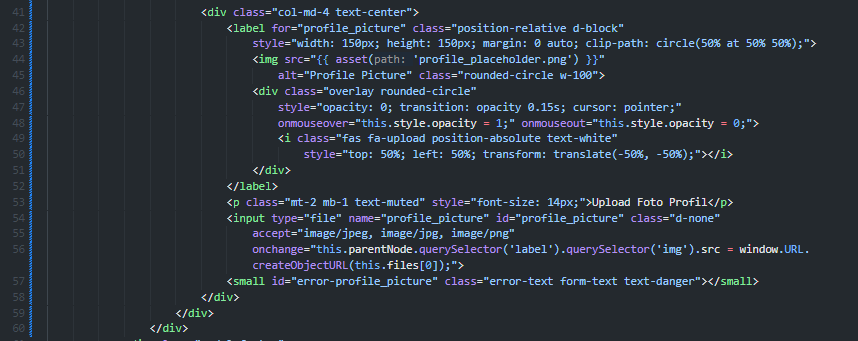 41 <div class="col-md-4 text-center">
42 <label for="profile_picture" class="position-relative d-block"
43 style="width: 150px; height: 150px; margin: 0 auto; clip-path: circle(50% at 50% 50%);">
44 <img src="{{ asset(path: 'profile_placeholder.png') }}"
45 alt="Profile Picture" class="rounded-circle w-100">
46 <div class="overlay rounded-circle"
47 style="opacity: 0; transition: opacity 0.15s; cursor: pointer;"
48 onmouseover="this.style.opacity = 1;" onmouseout="this.style.opacity = 0;">
49 <i class="fas fa-upload position-absolute text-white"
50 style="top: 50%; left: 50%; transform: translate(-50%, -50%);"></i>
51 </div>
52 </label>
53 <p class="mt-2 mb-1 text-muted" style="font-size: 14px;">Upload Foto Profil</p>
54 <input type="file" name="profile_picture" id="profile_picture" class="d-none"
55 accept="image/jpeg, image/jpg, image/png"
56 onchange="this.parentNode.querySelector('label').querySelector('img').src = window.URL.
createObjectURL(this.files[0]);">
57 <small id="error-profile_picture" class="error-text form-text text-danger"></small>
58 </div>
59 </div>
60 </div>